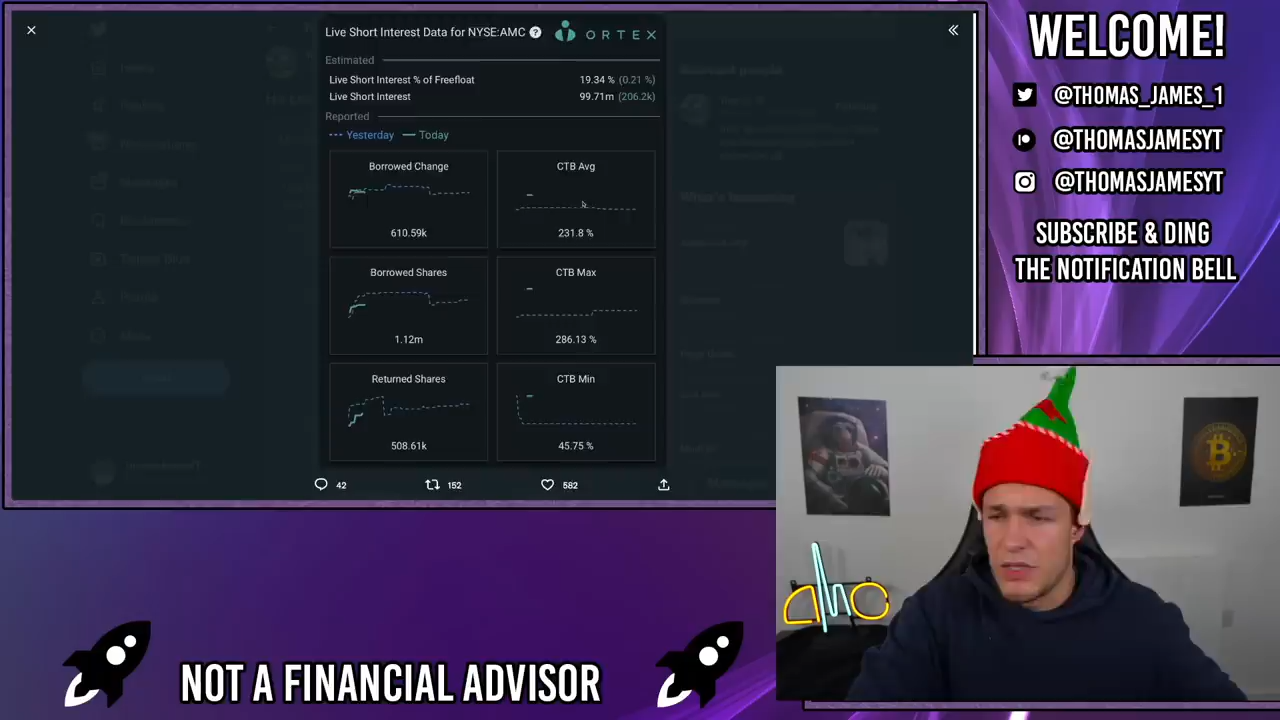 Live Short Interest Data for NYSE:AMC ? ORTEX
Estimated
Live Short Interest % of Freefloat 19.34 % (0.21 %)
Live Short Interest 99.71m (206.2k)
Reported
Yesterday Today
Borrowed Change
610.59k
CTB Avg
231.8 %
Borrowed Shares
1.12m
CTB Max
286.13 %
Returned Shares
508.61k
CTB Min
45.75 %
42 152 582
WELCOME!
@THOMAS_JAMES_1
@THOMASJAMESYT
@THOMASJAMESYT
SUBSCRIBE & DING
THE NOTIFICATION BELL
NOT A FINANCIAL ADVISOR